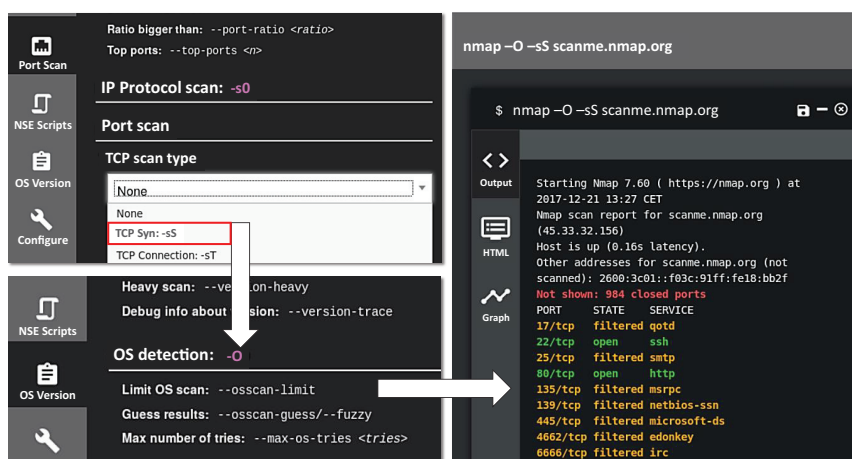 Ratio bigger than: --port-ratio <ratio>
Top ports: --top-ports <n>
Port Scan
IP Protocol scan: -s0
NSE Scripts
Port scan
TCP scan type
OS Version
None
None
Configure
TCP Syn: -sS
TCP Connection: -sT
Heavy scan: --ve on-heavy
NSE Scripts
Debug info about sion: --version-trace
OS detection: -O
OS Version
Limit OS scan: --osscan-limit
Guess results: --osscan-guess/--fuzzy
Max number of tries: --max-os-tries <tries>
nmap –O –sS scanme.nmap.org
$ nmap –O –sS scanme.nmap.org
Output
HTML
Graph
Starting Nmap 7.60 ( https://nmap.org ) at
2017-12-21 13:27 CET
Nmap scan report for scanme.nmap.org
(45.33.32.156)
Host is up (0.16s latency).
Other addresses for scanme.nmap.org (not
scanned): 2600:3c01::f03c:91ff:fe18:bb2f
Not shown: 984 closed ports
PORT STATE SERVICE
17/tcp filtered qotd
22/tcp open ssh
25/tcp filtered smtp
80/tcp open http
135/tcp filtered msrpc
139/tcp filtered netbios-ssn
445/tcp filtered microsoft-ds
4662/tcp filtered edonkey
6666/tcp filtered irc